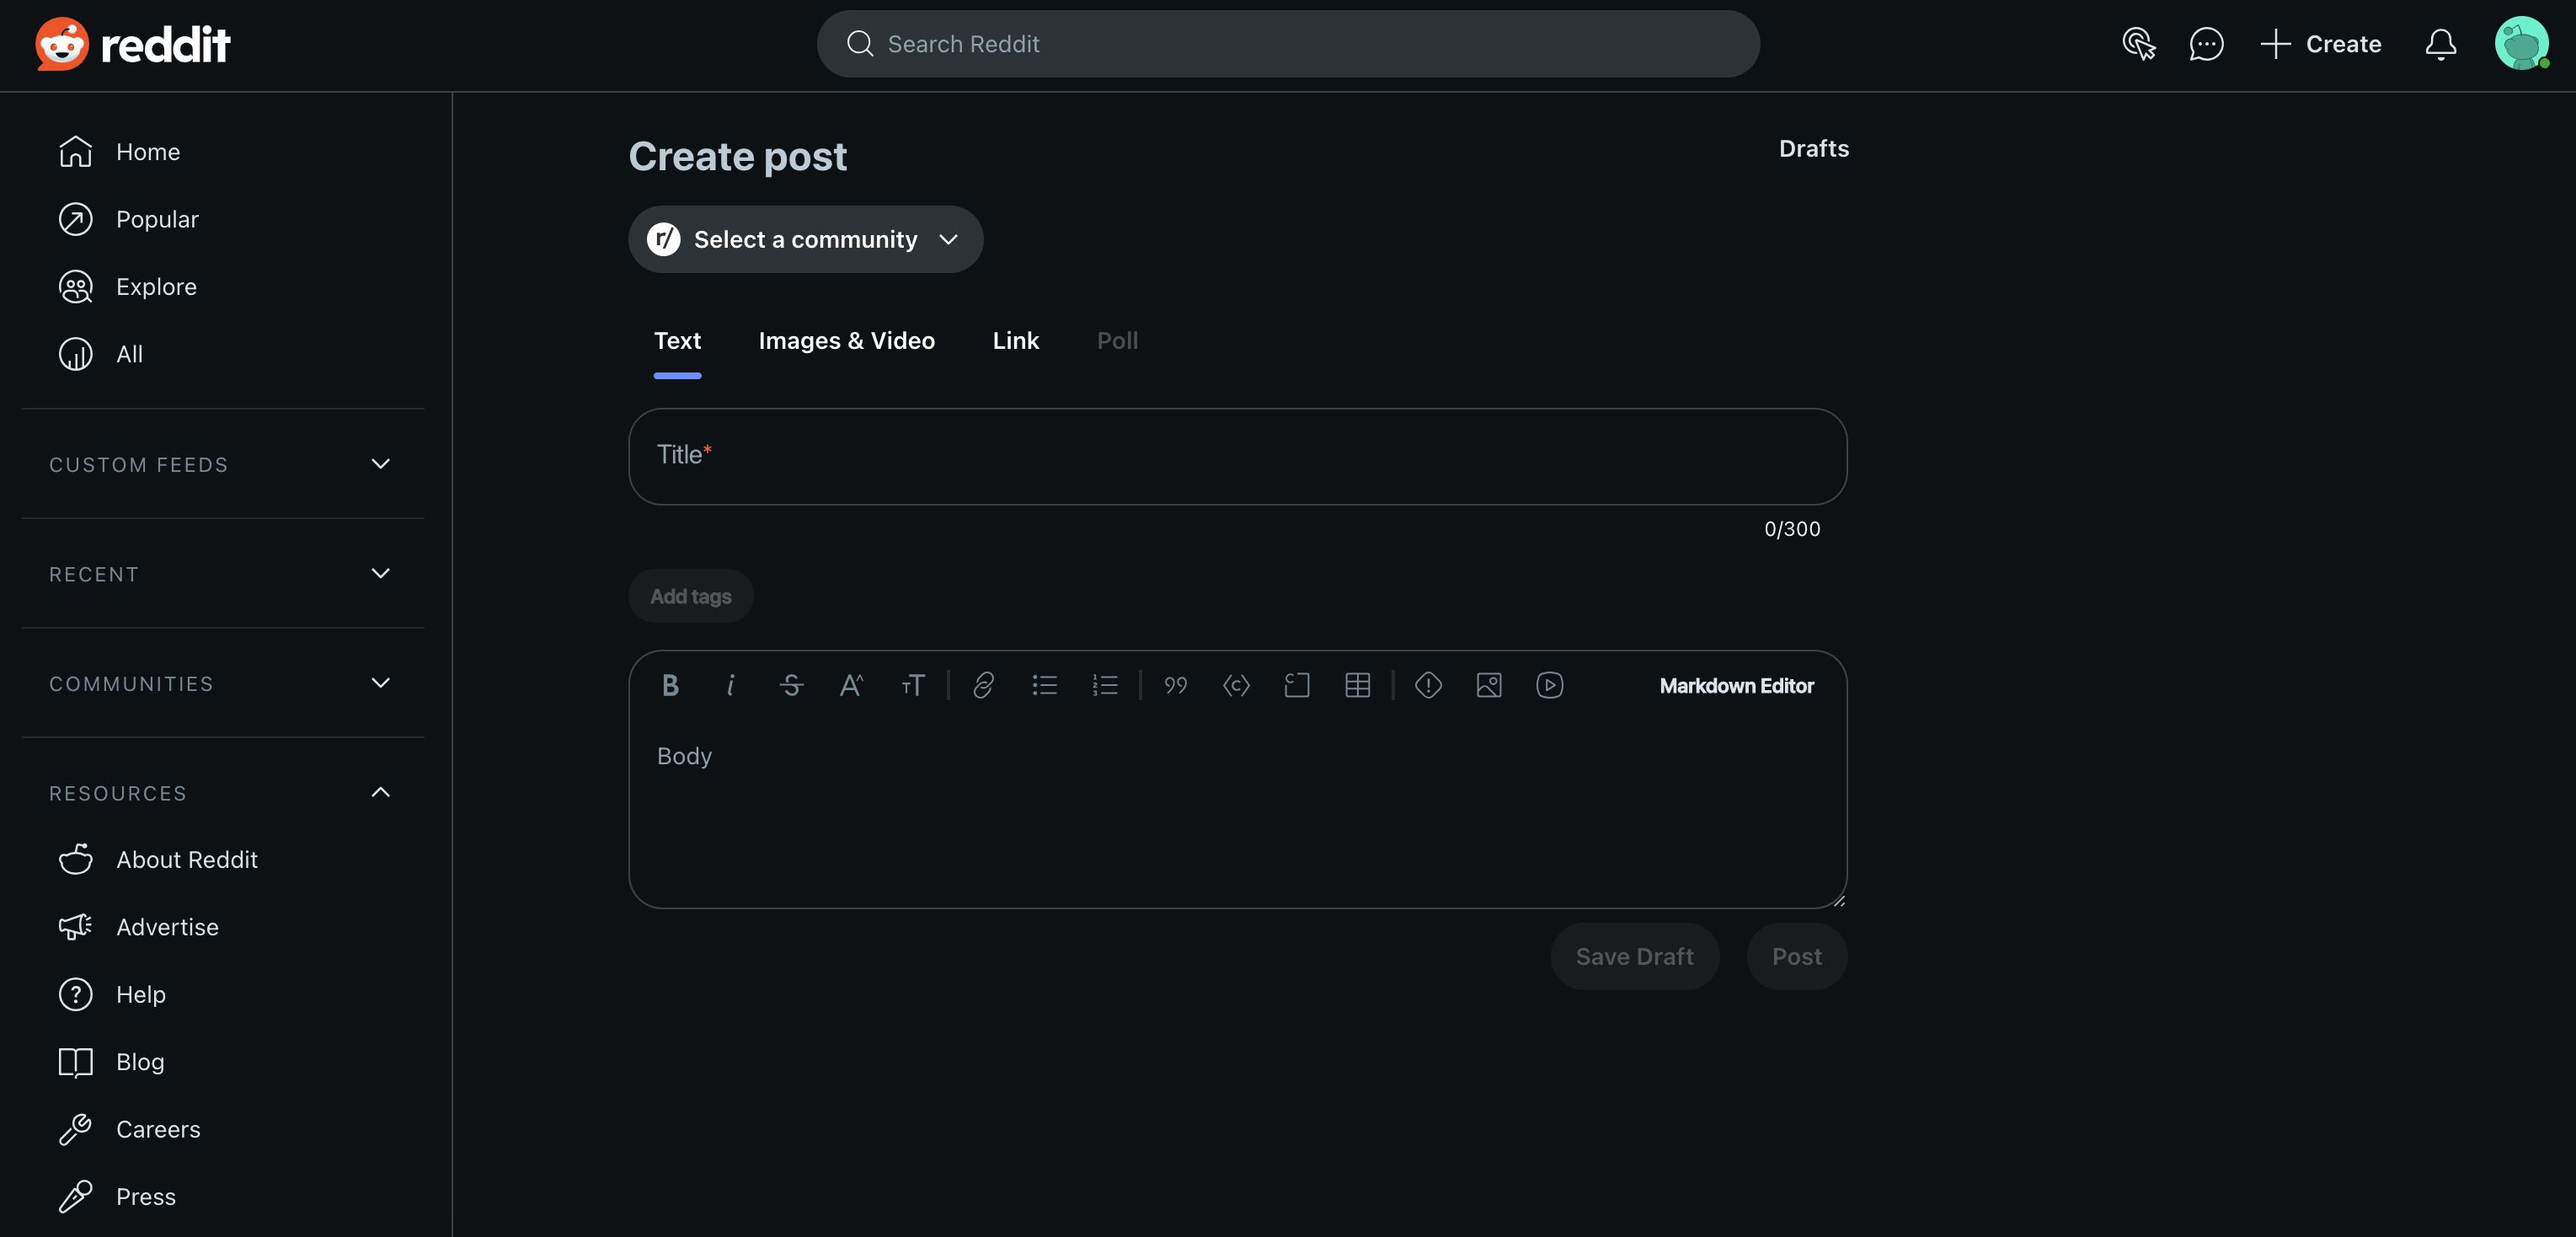 reddit
Search Reddit
Create
Home
Popular
Explore
All
CUSTOM FEEDS
RECENT
COMMUNITIES
RESOURCES
About Reddit
Advertise
Help
Blog
Careers
Press
Create post
Drafts
r/ Select a community
Text Images & Video Link Poll
Title*
0/300
Add tags
Markdown Editor
Body
Save Draft Post